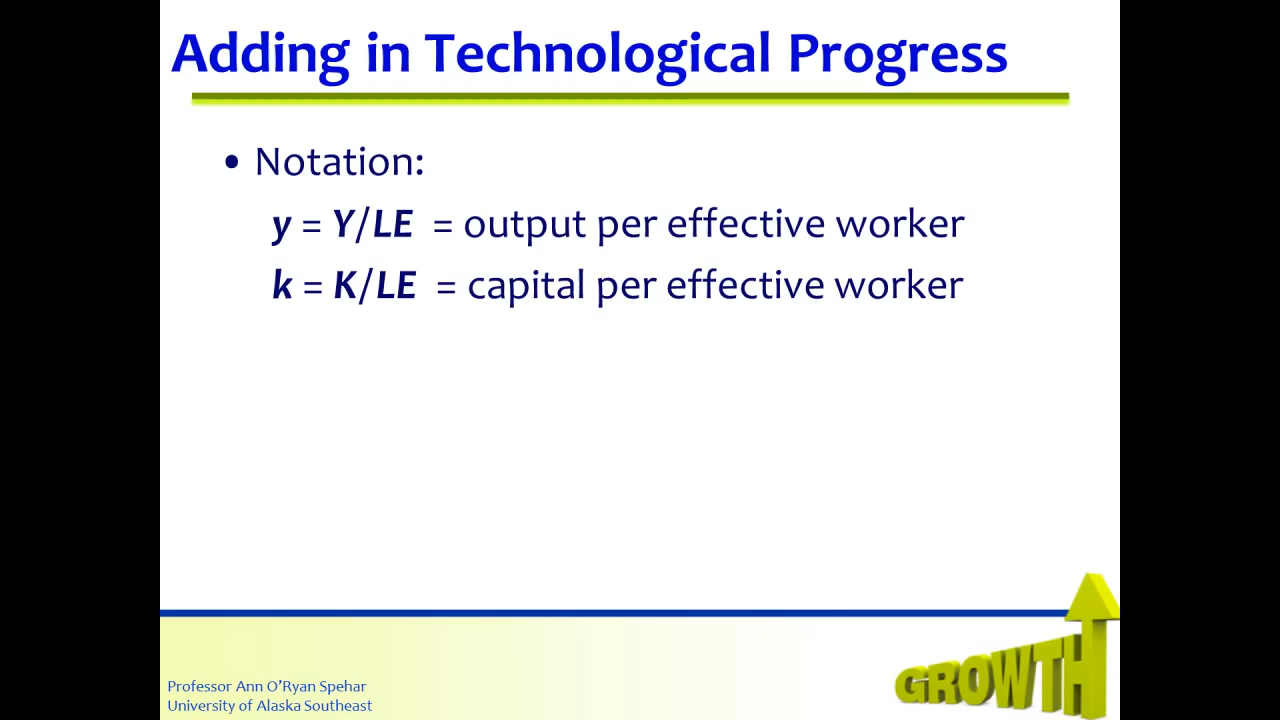 Adding in Technological Progress
• Notation:
y = Y/LE = output per effective worker
k = K/LE = capital per effective worker
Professor Ann O’Ryan Spehar
University of Alaska Southeast
GROWTH